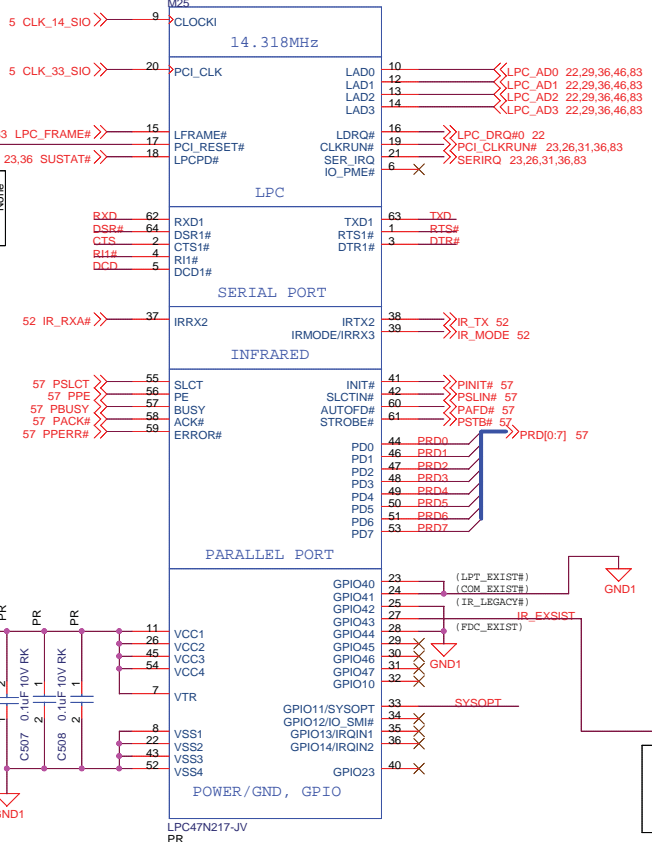 M25
5 CLK_14_SIO 9 CLOCKI
14.318MHz
5 CLK_33_SIO 20 PCI_CLK
LAD0 10 LPC_AD0 22,29,36,46,83
LAD1 12 LPC_AD1 22,29,36,46,83
LAD2 13 LPC_AD2 22,29,36,46,83
LAD3 14 LPC_AD3 22,29,36,46,83
3 LPC_FRAME# 15 LFRAME#
17 PCI_RESET#
23,36 SUSTAT# 18 LPCPD#
LDRQ# 16 LPC_DRQ#0 22
CLKRUN# 19 PCI_CLKRUN# 23,26,31,36,83
SER_IRQ 21 SERIRQ 23,26,31,36,83
IO_PME# 6
LPC
None
RXD 62 RXD1
DSR# 64 DSR1#
CTS 2 CTS1#
RI1# 4 RI1#
DCD 5 DCD1#
TXD1 63 TXD
RTS1# 1 RTS#
DTR1# 3 DTR#
SERIAL PORT
52 IR_RXA# 37 IRRX2
IRTX2 38 IR_TX 52
IRMODE/IRRX3 39 IR_MODE 52
INFRARED
57 PSLCT 55 SLCT
57 PPE 56 PE
57 PBUSY 57 BUSY
57 PACK# 58 ACK#
57 PPERR# 59 ERROR#
INIT# 41 PINIT# 57
SLCTIN# 42 PSLIN# 57
AUTOFD# 60 PAFD# 57
STROBE# 61 PSTB# 57
PRD[0:7] 57
PD0 44 PRD0
PD1 46 PRD1
PD2 47 PRD2
PD3 48 PRD3
PD4 49 PRD4
PD5 50 PRD5
PD6 51 PRD6
PD7 53 PRD7
PARALLEL PORT
GPIO40 23 (LPT_EXIST#)
GPIO41 24 (COM_EXIST#)
GPIO42 25 (IR_LEGACY#)
GPIO43 27 IR_EXSIST
GPIO44 28 (FDC_EXIST)
GPIO45 29
GPIO46 30
GPIO47 31
GPIO10 32
GND1
GND1
GPIO11/SYSOPT 33 SYSOPT
GPIO12/IO_SMI# 34
GPIO13/IRQIN1 35
GPIO14/IRQIN2 36
GPIO23 40
11 VCC1
26 VCC2
45 VCC3
54 VCC4
7 VTR
8 VSS1
22 VSS2
43 VSS3
52 VSS4
POWER/GND, GPIO
PR
PR
PR
2
1
C507 0.1uF 10V RK
1
2
C508 0.1uF 10V RK
1
2
GND1
LPC47N217-JV
PR